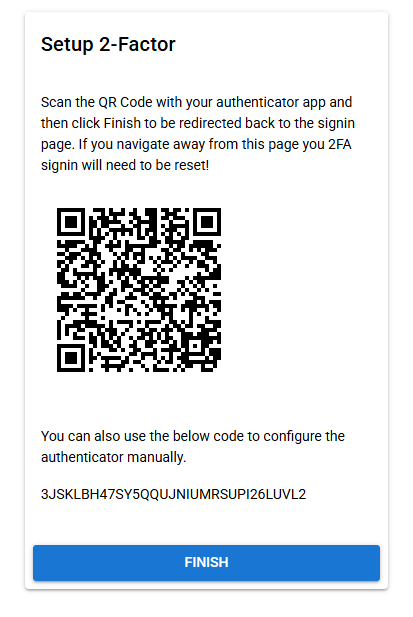 Setup 2-Factor
Scan the QR Code with your authenticator app and
then click Finish to be redirected back to the signin
page. If you navigate away from this page you 2FA
signin will need to be reset!
You can also use the below code to configure the
authenticator manually.
3JSKLBH47SY5QQUJNIUMRSUPI26LUVL2
FINISH